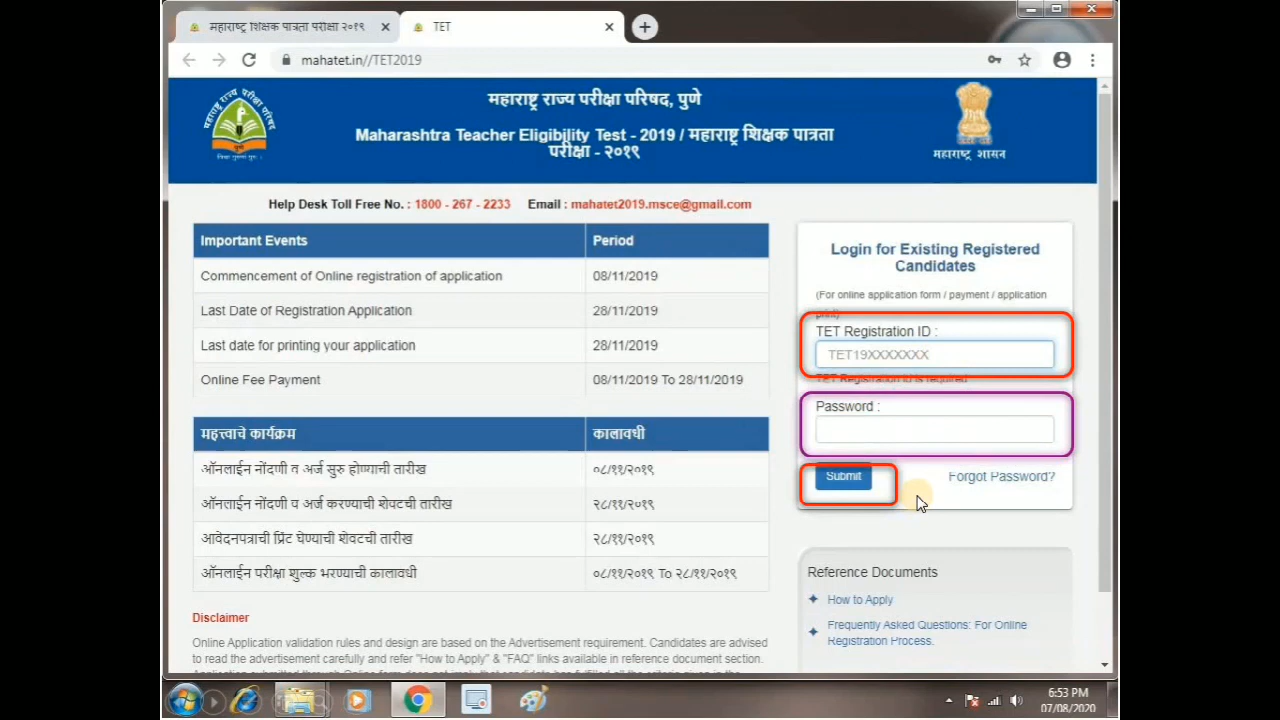 महाराष्ट्र शिक्षक पात्रता परीक्षा २०१९
TET
mahatet.in//TET2019
महाराष्ट्र राज्य परीक्षा परिषद, पुणे
Maharashtra Teacher Eligibility Test - 2019 / महाराष्ट्र शिक्षक पात्रता
परीक्षा - २०१९
महाराष्ट्र शासन
Help Desk Toll Free No. : 1800 - 267 - 2233 Email : mahatet2019.msce@gmail.com
Important Events Period
Commencement of Online registration of application 08/11/2019
Last Date of Registration Application 28/11/2019
Last date for printing your application 28/11/2019
Online Fee Payment 08/11/2019 To 28/11/2019
महत्त्वाचे कार्यक्रम कालावधी
ऑनलाईन नोंदणी व अर्ज सुरु होण्याची तारीख ०८/११/२०१९
ऑनलाईन नोंदणी व अर्ज करण्याची शेवटची तारीख २८/११/२०१९
आवेदनपत्राची प्रिंट घेण्याची शेवटची तारीख २८/११/२०१९
ऑनलाईन परीक्षा शुल्क भरण्याची कालावधी ०८/११/२०१९ To २८/११/२०१९
Disclaimer
Online Application validation rules and design are based on the Advertisement requirement. Candidates are advised
to read the advertisement carefully and refer "How to Apply" & "FAQ" links available in reference document section.
Login for Existing Registered
Candidates
(For online application form / payment / application
print)
TET Registration ID :
TET19XXXXXXX
TET Registration Id is required
Password :
Submit
Forgot Password?
Reference Documents
How to Apply
Frequently Asked Questions: For Online
Registration Process.
6:53 PM
07/08/2020